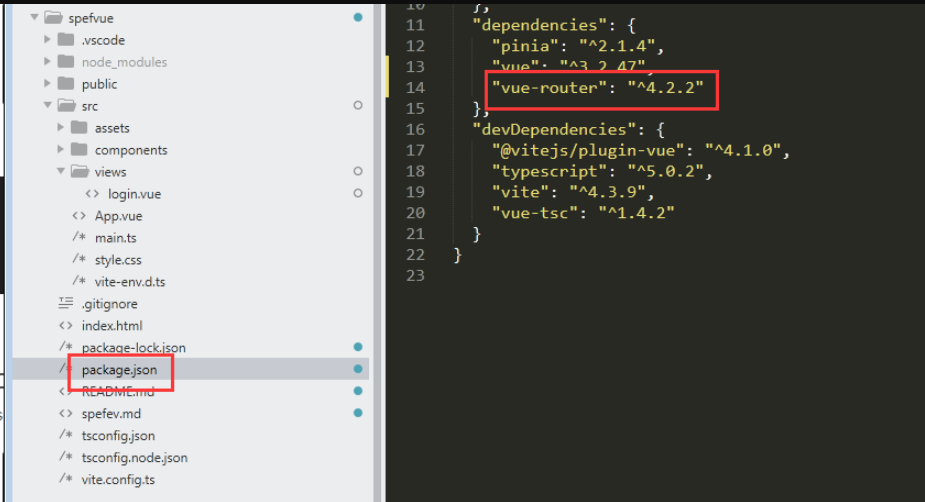 spefvue
.vscode
node_modules
public
src
assets
components
views
<> login.vue
<> App.vue
/* main.ts
/* style.css
/* vite-env.d.ts
.gitignore
<> index.html
/* package-lock.json
/* package.json
<> README.md
<> spefev.md
/* tsconfig.json
/* tsconfig.node.json
/* vite.config.ts
10 },
11 "dependencies": {
12 "pinia": "^2.1.4",
13 "vue": "^3.2.47",
14 "vue-router": "^4.2.2"
15 },
16 "devDependencies": {
17 "@vitejs/plugin-vue": "^4.1.0",
18 "typescript": "^5.0.2",
19 "vite": "^4.3.9",
20 "vue-tsc": "^1.4.2"
21 }
22 }
23